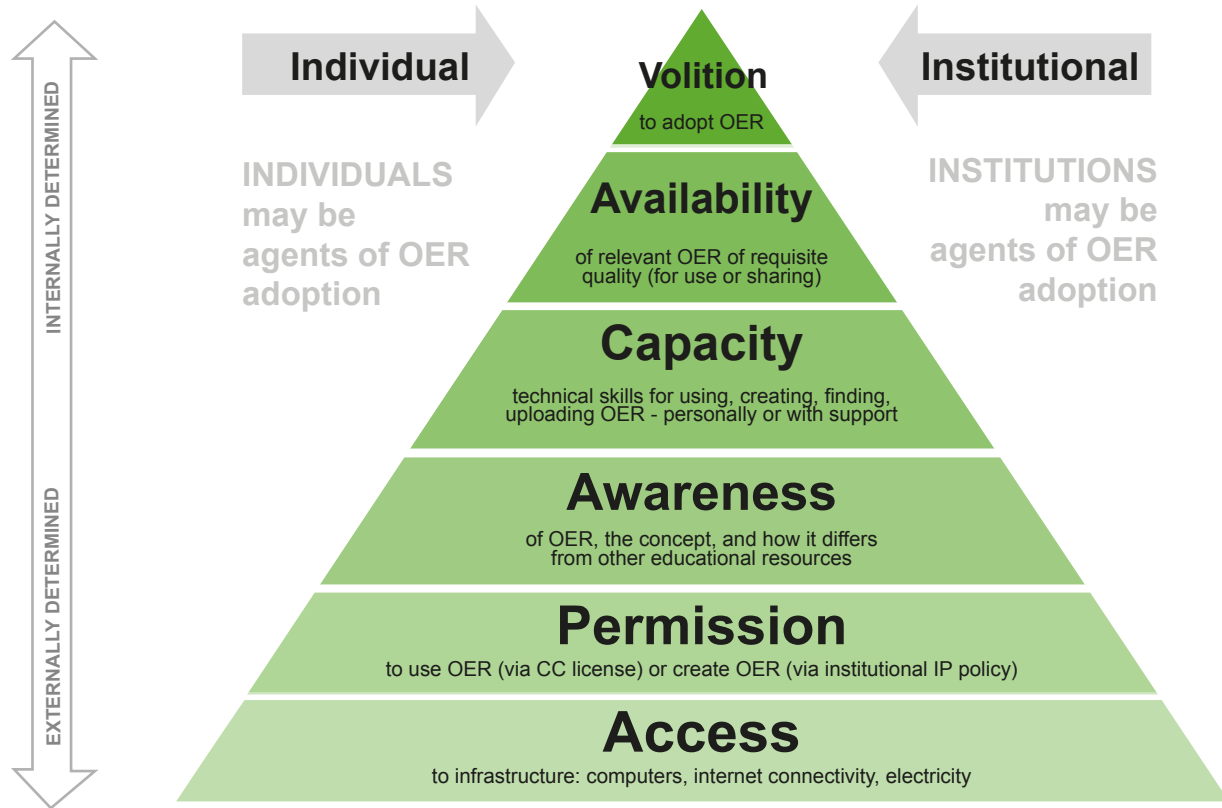 Individual
Institutional
Volition
to adopt OER
INTERNALLY DETERMINED
EXTERNALLY DETERMINED
INDIVIDUALS
may be
agents of OER
adoption
INSTITUTIONS
may be
agents of OER
adoption
Availability
of relevant OER of requisite
quality (for use or sharing)
Capacity
technical skills for using, creating, finding,
uploading OER - personally or with support
Awareness
of OER, the concept, and how it differs
from other educational resources
Permission
to use OER (via CC license) or create OER (via institutional IP policy)
Access
to infrastructure: computers, internet connectivity, electricity